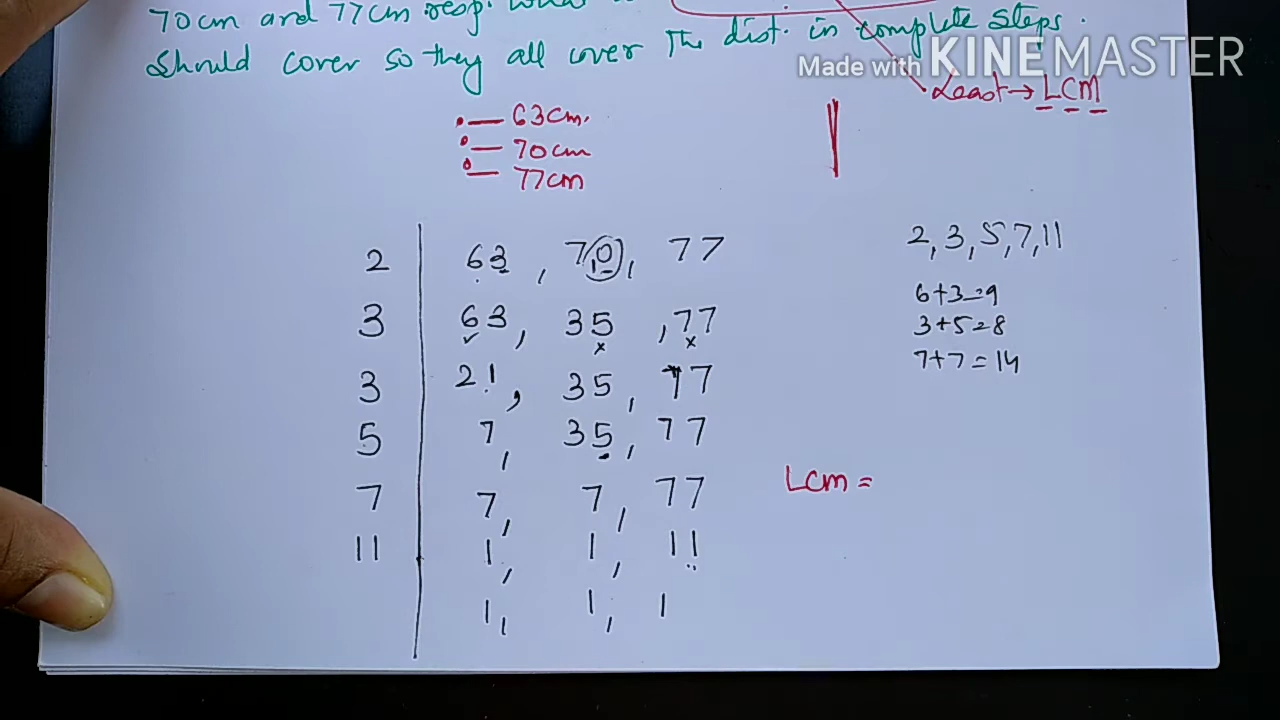 70cm and 77cm resp. What
should cover so they all cover The dist. in complete steps.
Made with KINEMASTER
Least → LCM
63cm.
70cm
77cm
2 | 63, 70, 77
3 | 63, 35, 77
3 | 21, 35, 77
5 | 7, 35, 77
7 | 7, 7, 77
11 | 1, 1, 11
1, 1, 1
2, 3, 5, 7, 11
6+3=9
3+5=8
7+7=14
LCM =